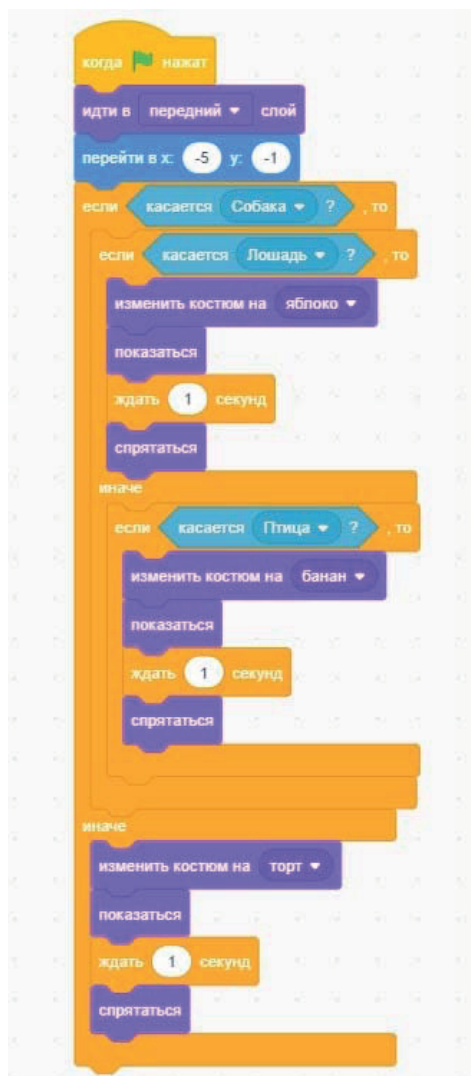 когда нажат
идти в передний слой
перейти в x: -5 y: -1
если касается Собака ? , то
если касается Лошадь ? , то
изменить костюм на яблоко
показаться
ждать 1 секунд
спрятаться
иначе
если касается Птица ? , то
изменить костюм на банан
показаться
ждать 1 секунд
спрятаться
иначе
изменить костюм на торт
показаться
ждать 1 секунд
спрятаться